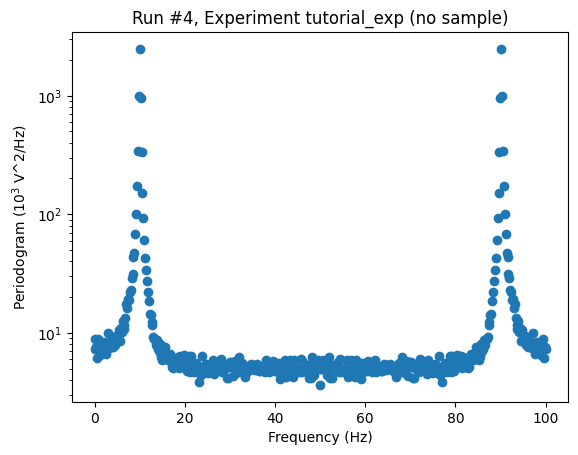 Run #4, Experiment tutorial_exp (no sample)
Periodogram (10³ V^2/Hz)
10³
10²
10¹
0 20 40 60 80 100
Frequency (Hz)